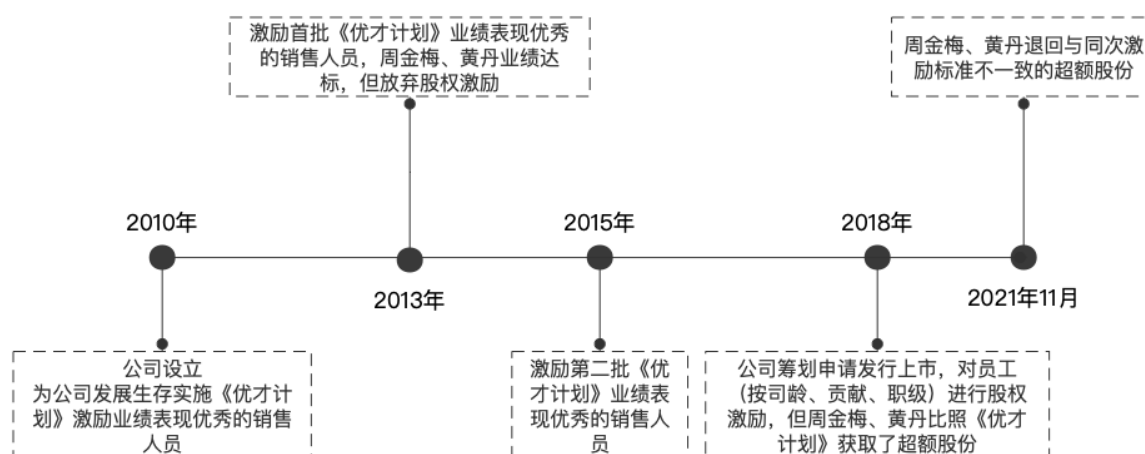 激励首批《优才计划》业绩表现优秀
的销售人员，周金梅、黄丹业绩达
标，但放弃股权激励
周金梅、黄丹退回与同次激
励标准不一致的超额股份
2010年
2015年
2018年
2013年
2021年11月
公司设立
为公司发展生存实施《优才计
划》激励业绩表现优秀的销售
人员
激励第二批《优
才计划》业绩表
现优秀的销售人
员
公司筹划申请发行上市，对员工
（按司龄、贡献、职级）进行股权
激励，但周金梅、黄丹比照《优才
计划》获取了超额股份